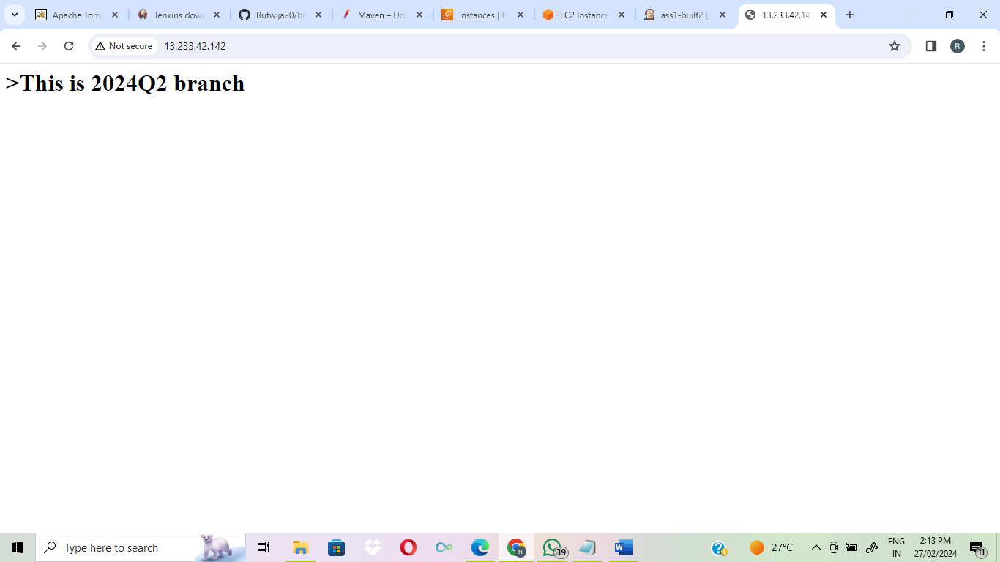 Apache Tom
Jenkins down
Rutwija20/br
Maven – Do
Instances | E
EC2 Instance
ass1-built2
13.233.42.14
Not secure
13.233.42.142
R
>This is 2024Q2 branch
Type here to search
R
39
27°C
ENG
IN
2:13 PM
27/02/2024
11